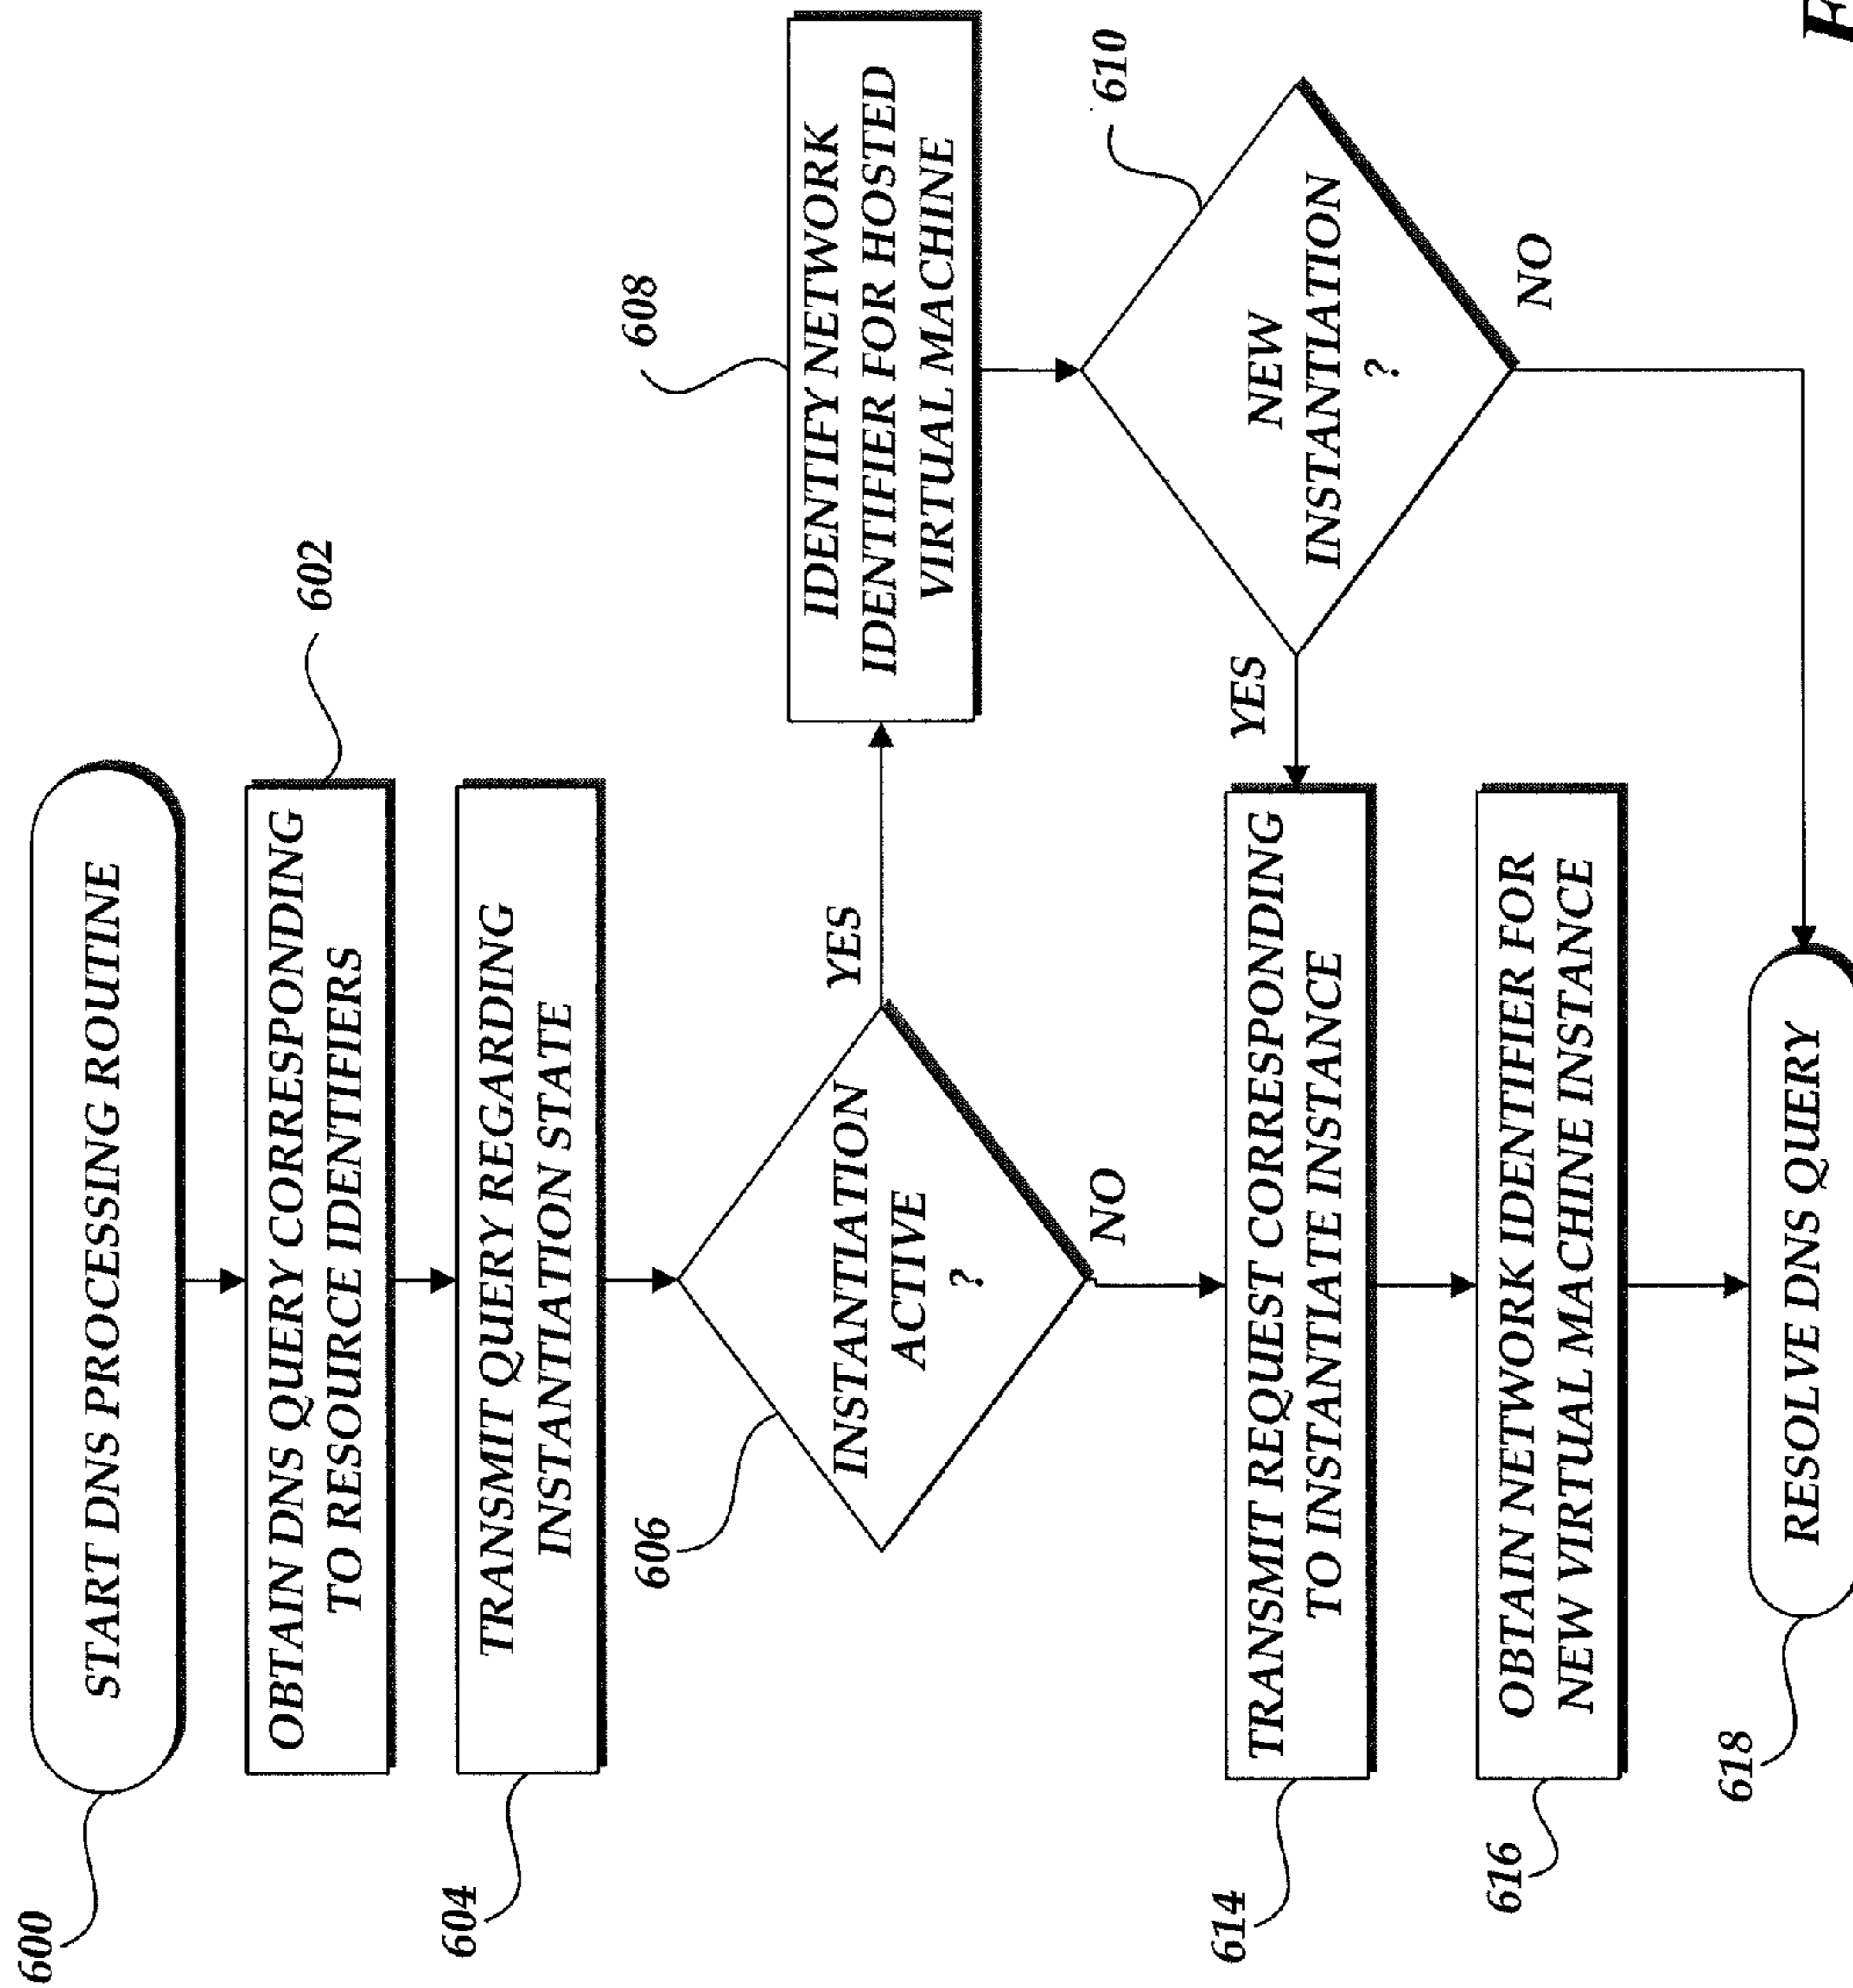 600
START DNS PROCESSING ROUTINE
602
OBTAIN DNS QUERY CORRESPONDING
TO RESOURCE IDENTIFIERS
604
TRANSMIT QUERY REGARDING
INSTANTIATION STATE
606
INSTANTIATION
ACTIVE
?
YES
NO
608
IDENTIFY NETWORK
IDENTIFIER FOR HOSTED
VIRTUAL MACHINE
610
NEW
INSTANTIATION
?
YES
NO
614
TRANSMIT REQUEST CORRESPONDING
TO INSTANTIATE INSTANCE
616
OBTAIN NETWORK IDENTIFIER FOR
NEW VIRTUAL MACHINE INSTANCE
618
RESOLVE DNS QUERY